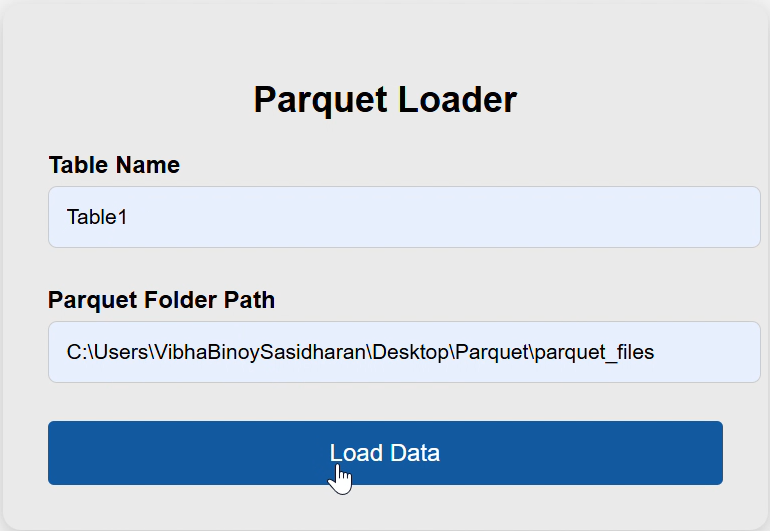 Parquet Loader
Table Name
Table1
Parquet Folder Path
C:\Users\VibhaBinoySasidharan\Desktop\Parquet\parquet_files
Load Data